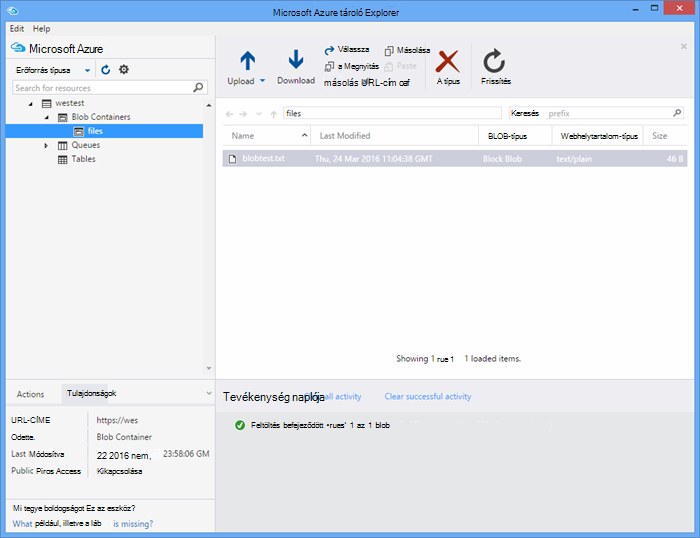 Microsoft Azure tároló Explorer
Edit Help
Microsoft Azure
Erőforrás típusa
Search for resources
westest
Blob Containers
files
Queues
Tables
Upload
Download
Válassza
Másolása
a Megnyitás
Paste
másolás URL-cím
A típus
Frissítés
files
Keresés prefix
Name Last Modified BLOB-típus Webhelytartalom-típus Size
blobtest.txt Thu, 24 Mar 2016 11:04:38 GMT Block Blob text/plain 46 B
Showing 1 rue 1 1 loaded items.
Actions Tulajdonságok
URL-CÍME https://wes
Odette. Blob Container
Last Módosítva 22 2016 nem, 23:58:06 GM
Public Piros Access Kikapcsolása
Mi tegye boldogságot Ez az eszköz?
What például, illetve a láb is missing?
Tevékenység naplója all activity Clear successful activity
Feltöltés befejeződött •rues' 1 az 1 blob